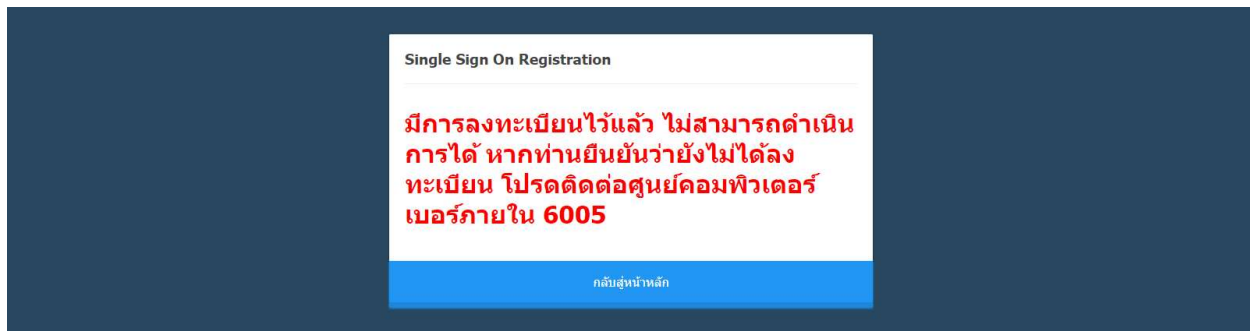 Single Sign On Registration
มีการลงทะเบียนไว้แล้ว ไม่สามารถดำเนิน
การได้ หากท่านยืนยันว่ายังไม่ได้ลง
ทะเบียน โปรดติดต่อศูนย์คอมพิวเตอร์
เบอร์ภายใน 6005
กลับสู่หน้าหลัก